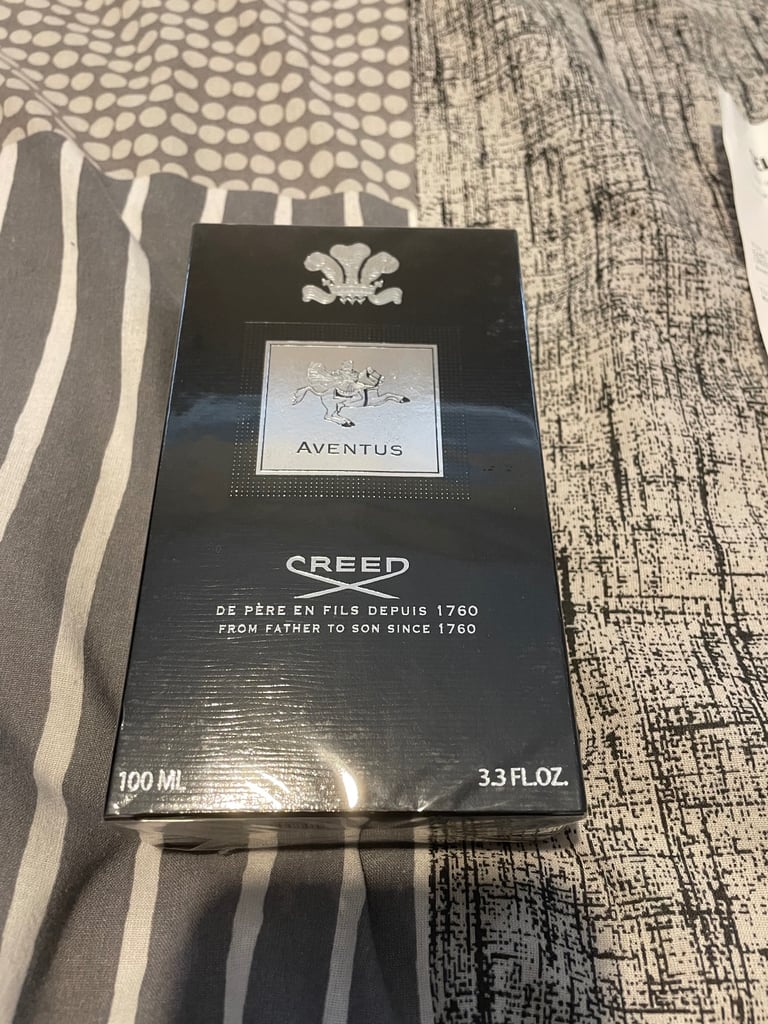 AVENTUS
CREED
DE PÈRE EN FILS DEPUIS 1760
FROM FATHER TO SON SINCE 1760
100 ML
3.3 FL.OZ.